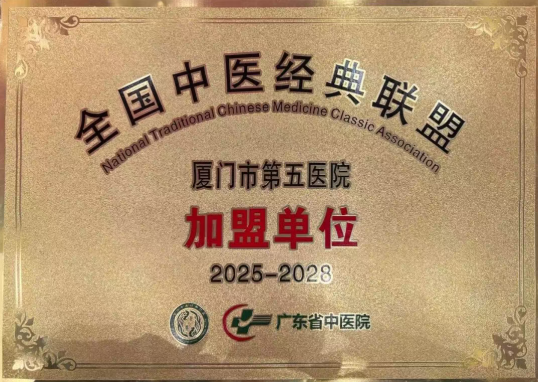 全国中医经典联盟
National Traditional Chinese Medicine Classic Association
厦门市第五医院
加盟单位
2025-2028
广东省中医院